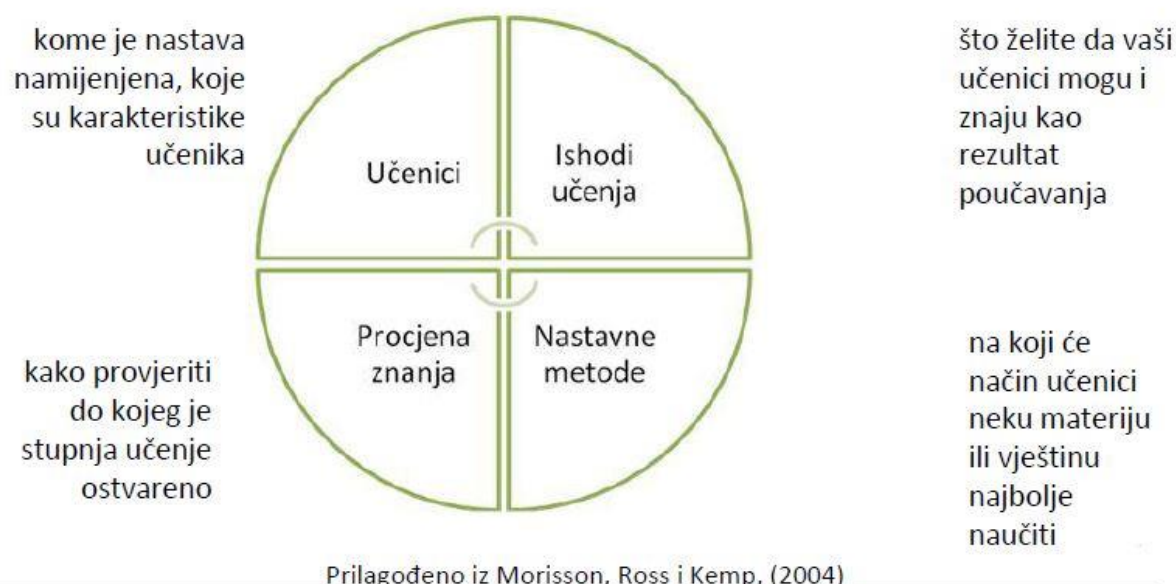 kome je nastava
namijenjena, koje
su karakteristike
učenika
Učenici
Ishodi
učenja
što želite da vaši
učenici mogu i
znaju kao
rezultat
poučavanja
kako provjeriti
do kojeg je
stupnja učenje
ostvareno
Procjena
znanja
Nastavne
metode
na koji će
način učenici
neku materiju
ili vještinu
najbolje
naučiti
Prilagođeno iz Morisson, Ross i Kemp, (2004)